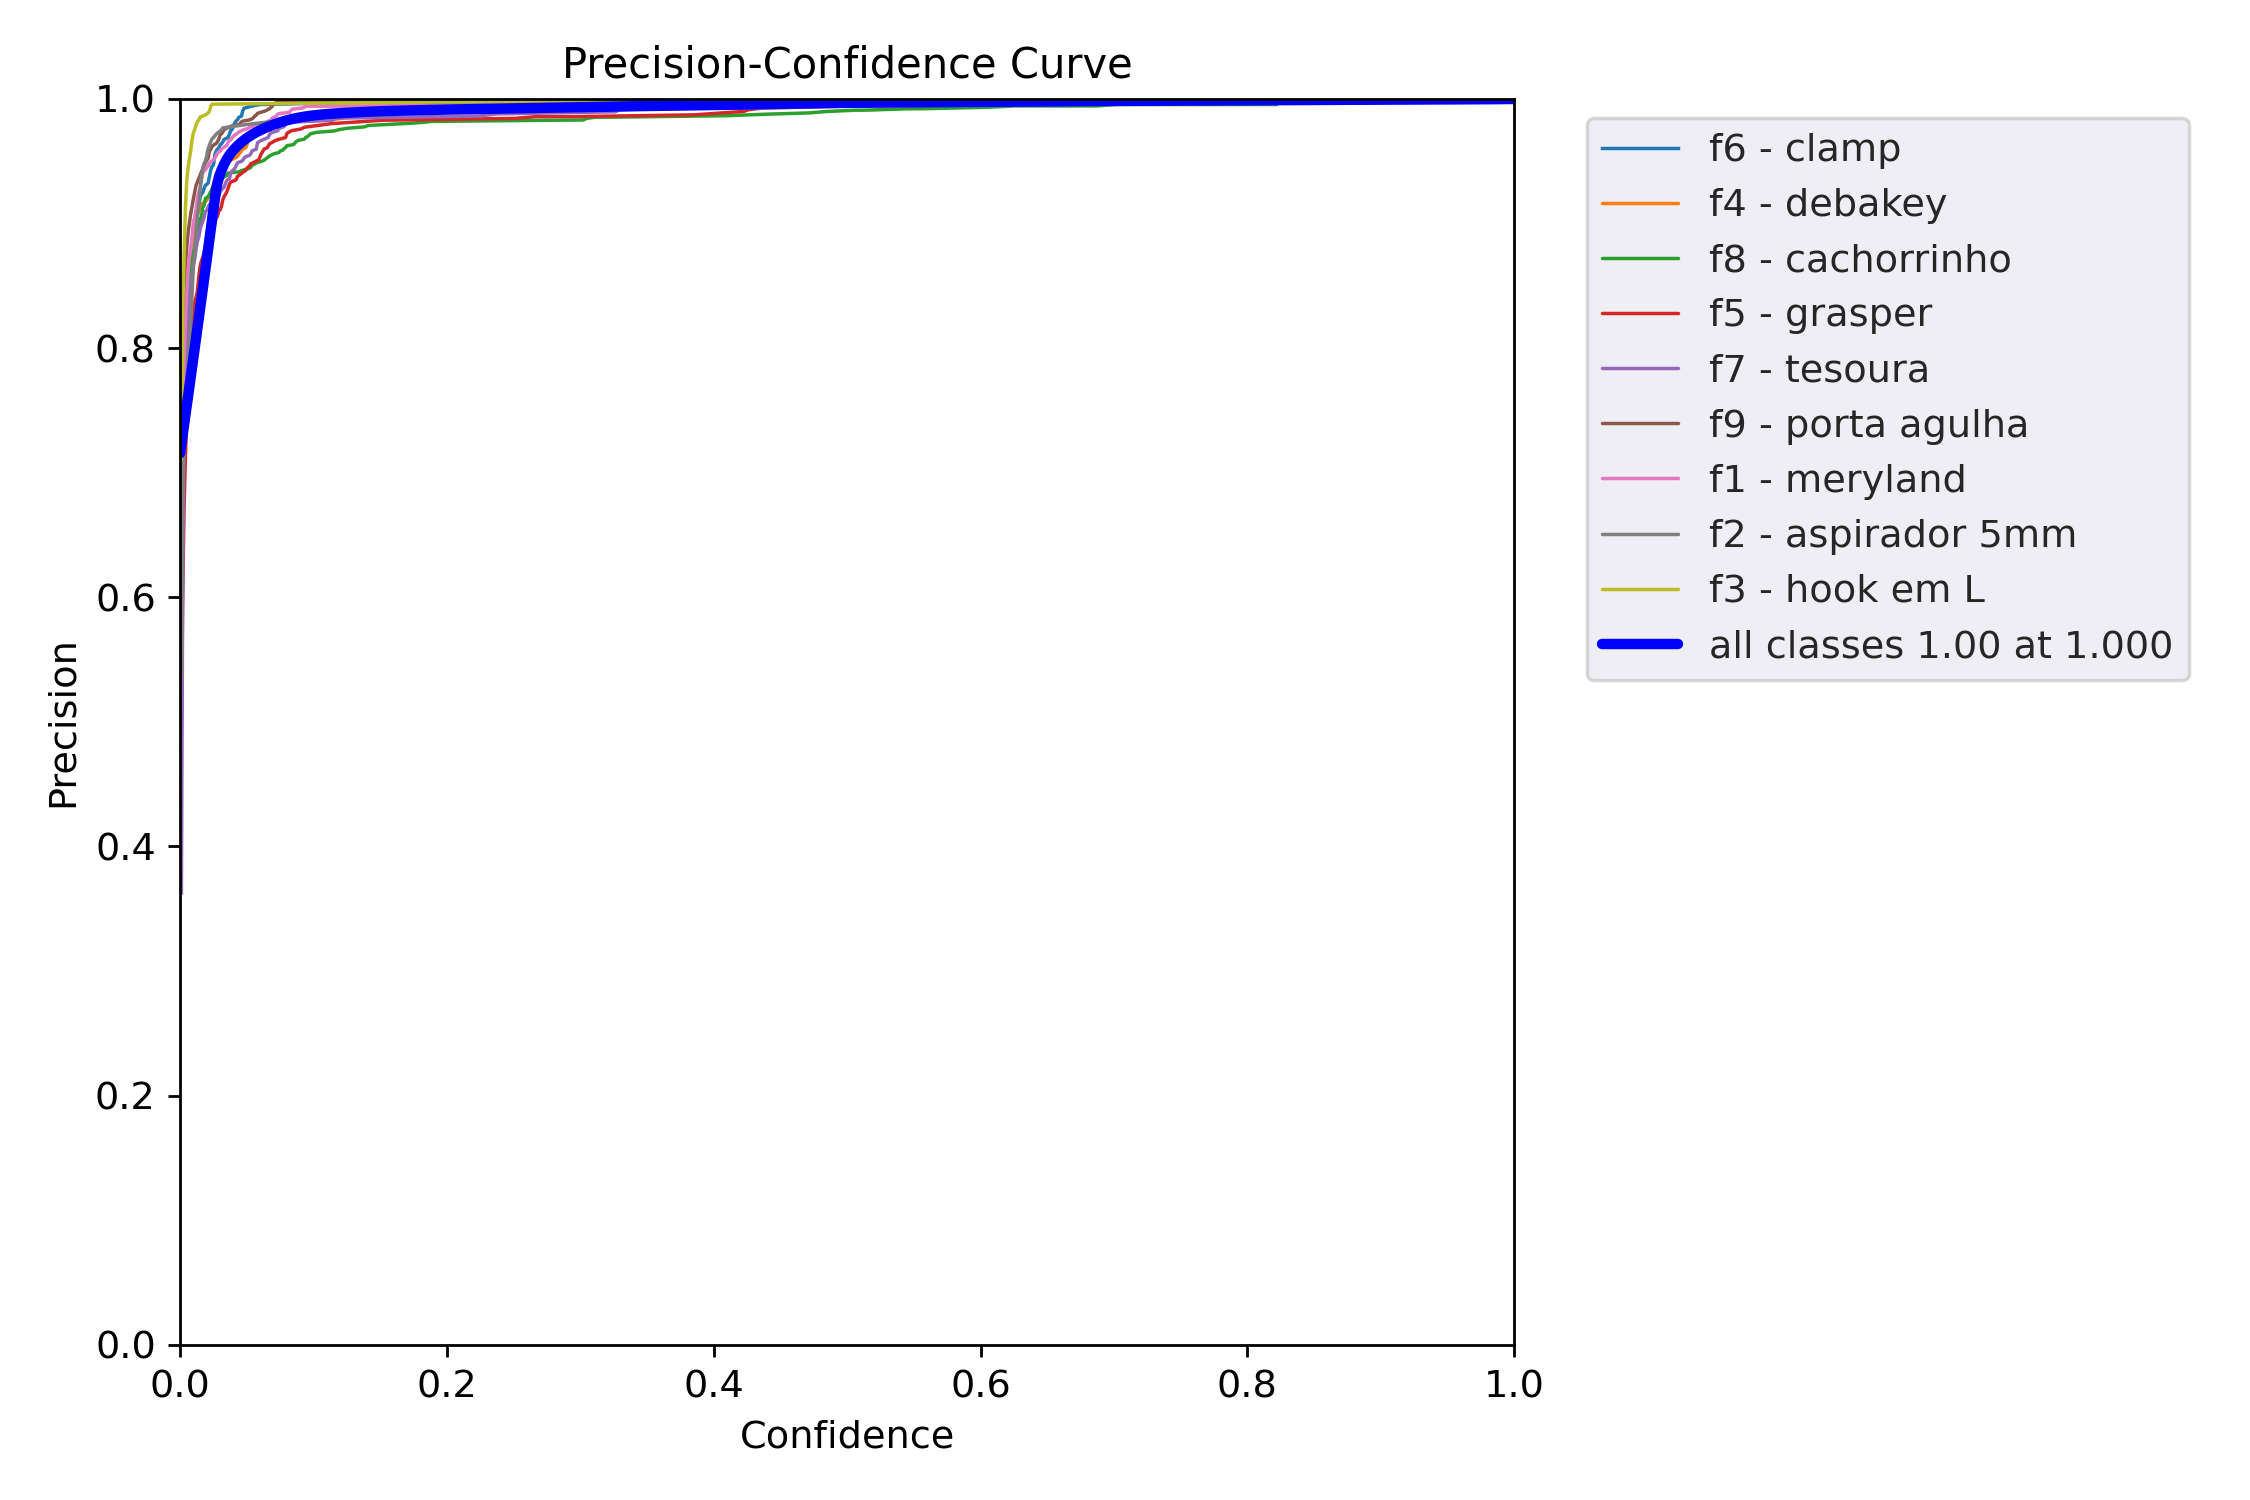 Precision-Confidence Curve
1.0
0.8
0.6
0.4
0.2
0.0
Precision
0.0 0.2 0.4 0.6 0.8 1.0
Confidence
f6 - clamp
f4 - debakey
f8 - cachorrinho
f5 - grasper
f7 - tesoura
f9 - porta agulha
f1 - meryland
f2 - aspirador 5mm
f3 - hook em L
all classes 1.00 at 1.000